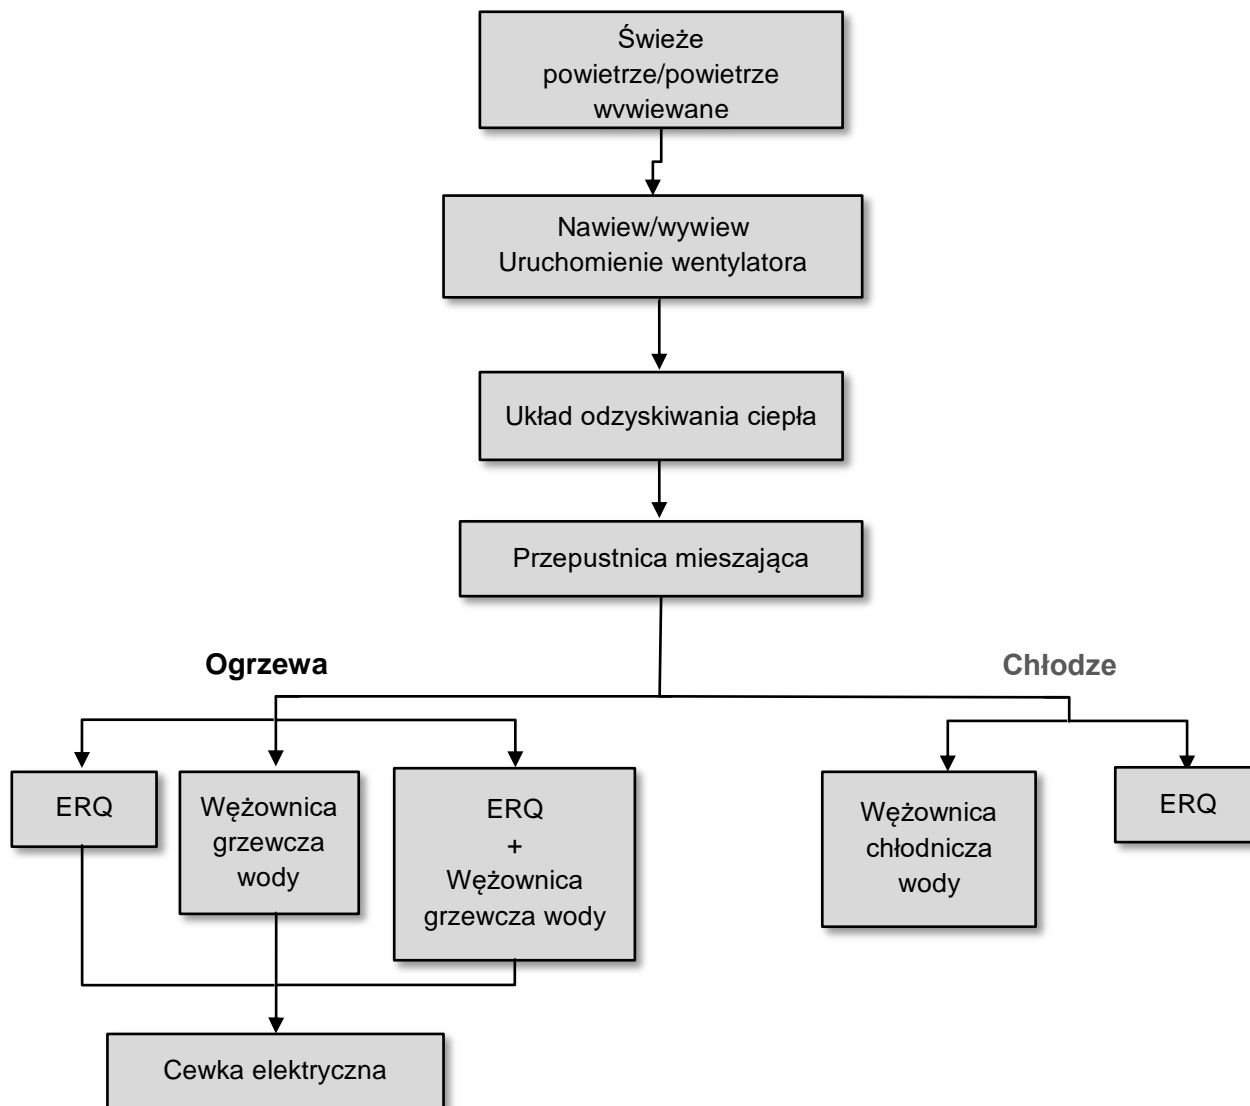 Świeże
powietrze/powietrze
wywiewane
Nawiew/wywiew
Uruchomienie wentylatora
Układ odzyskiwania ciepła
Przepustnica mieszająca
Ogrzewa
Chłodze
ERQ
Wężownica
grzewcza
wody
ERQ
+
Wężownica
grzewcza wody
Wężownica
chłodnicza
wody
ERQ
Cewka elektryczna